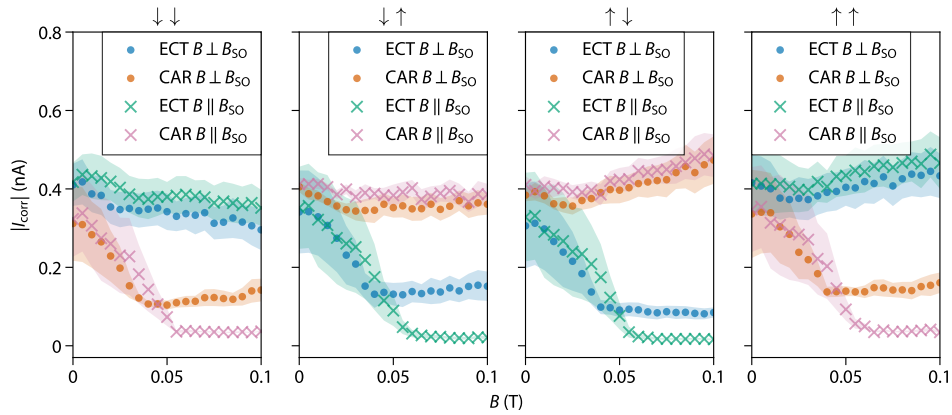 ↓ ↓ ↓ ↑ ↑ ↓ ↑ ↑
0.8
0.6
0.4
0.2
0
|I_corr| (nA)
ECT B ⊥ B_SO
CAR B ⊥ B_SO
ECT B ∥ B_SO
CAR B ∥ B_SO
ECT B ⊥ B_SO
CAR B ⊥ B_SO
ECT B ∥ B_SO
CAR B ∥ B_SO
ECT B ⊥ B_SO
CAR B ⊥ B_SO
ECT B ∥ B_SO
CAR B ∥ B_SO
ECT B ⊥ B_SO
CAR B ⊥ B_SO
ECT B ∥ B_SO
CAR B ∥ B_SO
0 0.05 0.1 0 0.05 0.1 0 0.05 0.1 0 0.05 0.1
B (T)